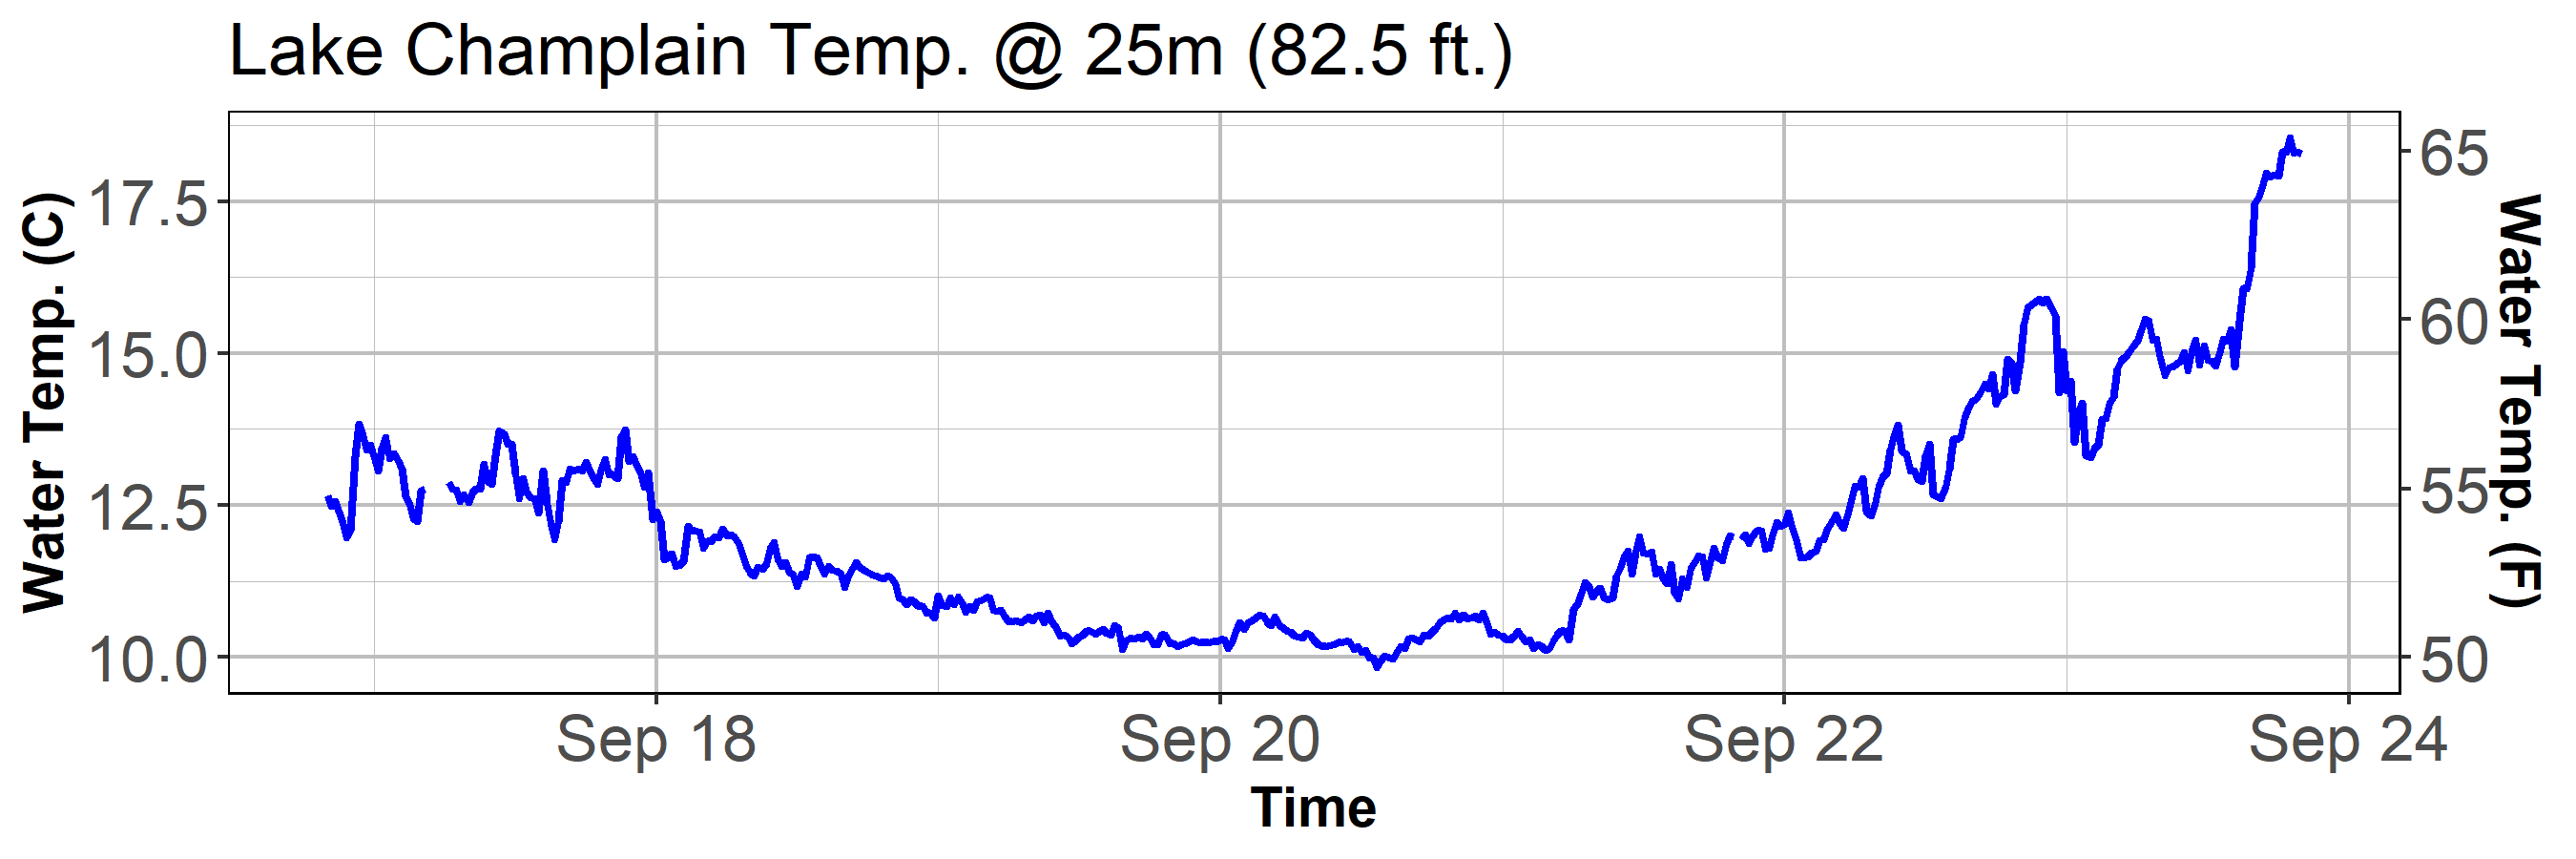 Lake Champlain Temp. @ 25m (82.5 ft.)
Water Temp. (C)
17.5
15.0
12.5
10.0
65
60
55
50
Water Temp. (F)
Sep 18
Sep 20
Sep 22
Sep 24
Time